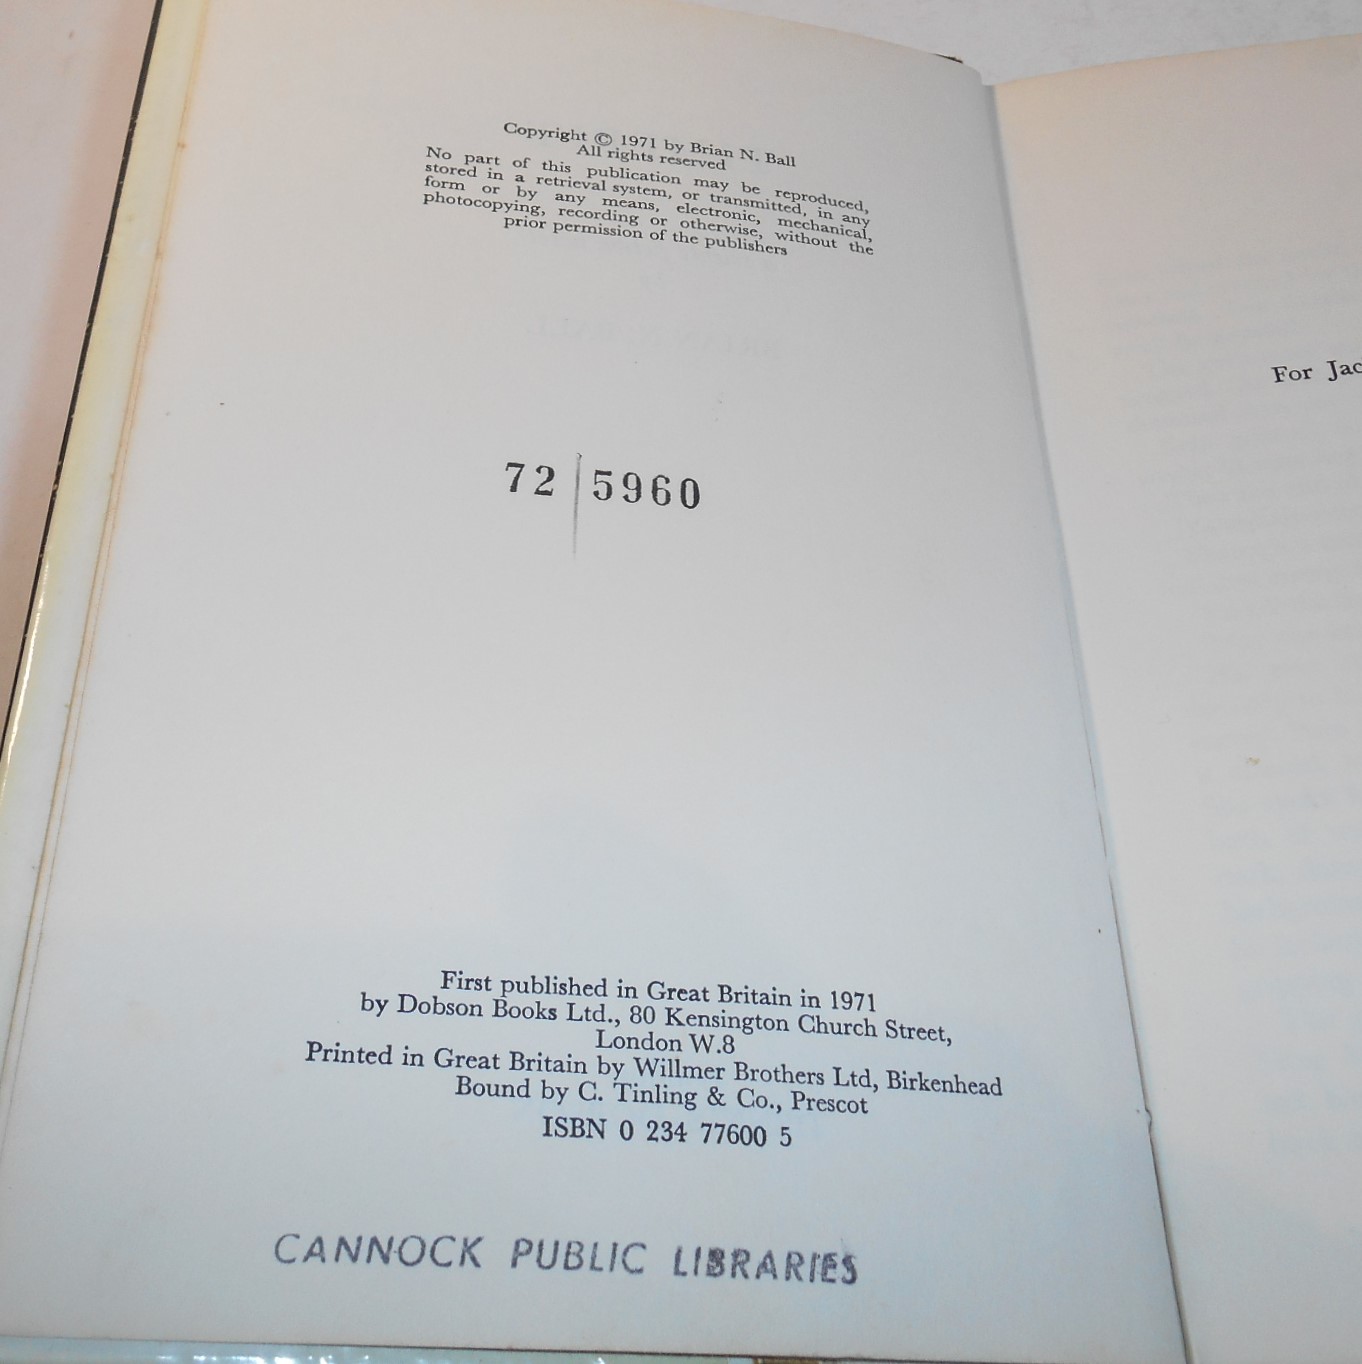 Copyright © 1971 by Brian N. Ball
All rights reserved
No part of this publication may be reproduced,
stored in a retrieval system, or transmitted, in any
form or by any means, electronic, mechanical,
photocopying, recording or otherwise, without the
prior permission of the publishers
72 5960
First published in Great Britain in 1971
by Dobson Books Ltd., 80 Kensington Church Street,
London W.8
Printed in Great Britain by Willmer Brothers Ltd, Birkenhead
Bound by C. Tinling & Co., Prescot
ISBN 0 234 77600 5
CANNOCK PUBLIC LIBRARIES
For Jac